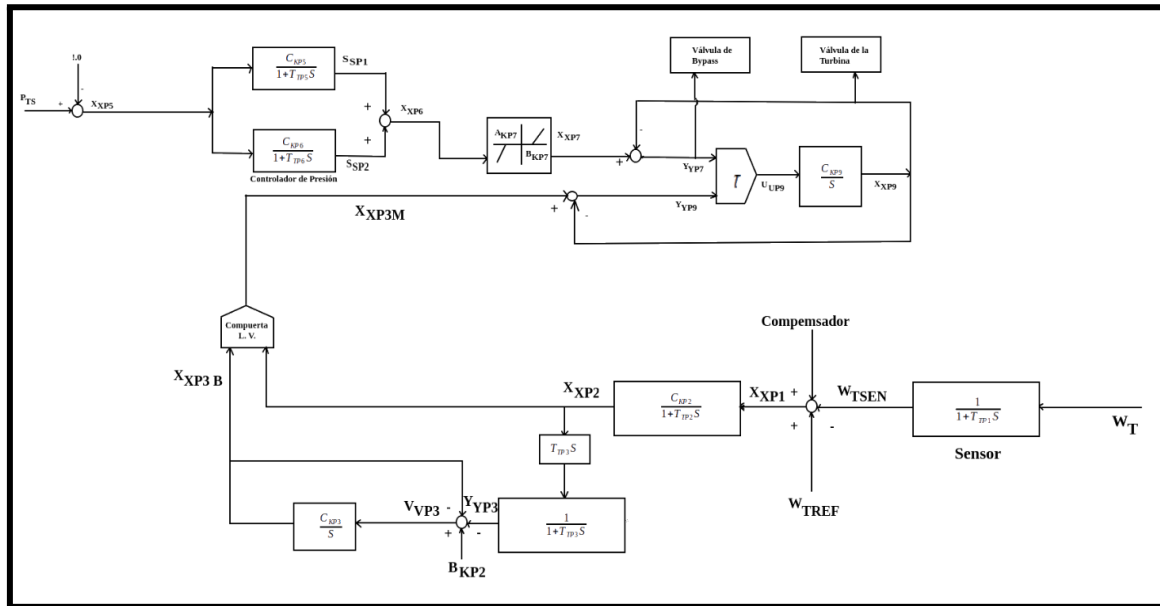 Válvula de
Bypass
Válvula de la
Turbina
1.0
-
P_TS
+
X_XP5
C_KP5
1+T_TP5 S
S_SP1
+
+
X_XP6
C_KP6
1+T_TP6 S
S_SP2
Controlador de Presión
A_KP7
B_KP7
X_XP7
+
-
Y_YP7
τ
U_UP9
C_KP9
S
X_XP9
X_XP3M
+
-
Y_YP9
Compuerta
L. V.
X_XP3 B
Compemsador
X_XP2
C_KP2
1+T_TP2 S
X_XP1
+
+
-
W_TSEN
1
1+T_TP1 S
W_T
Sensor
W_TREF
T_TP3 S
C_KP3
S
V_VP3
-
+
Y_YP3
-
1
1+T_TP3 S
B_KP2